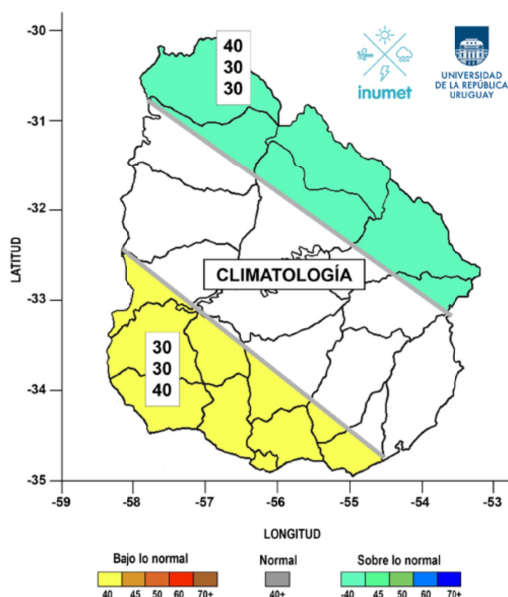 -30
-31
-32
-33
-34
-35
LATITUD
40
30
30
inumet
UNIVERSIDAD
DE LA REPÚBLICA
URUGUAY
CLIMATOLOGÍA
30
30
40
-59 -58 -57 -56 -55 -54 -53
LONGITUD
Bajo lo normal Normal Sobre lo normal
40 45 50 60 70+ 40+ -40 45 50 60 70+